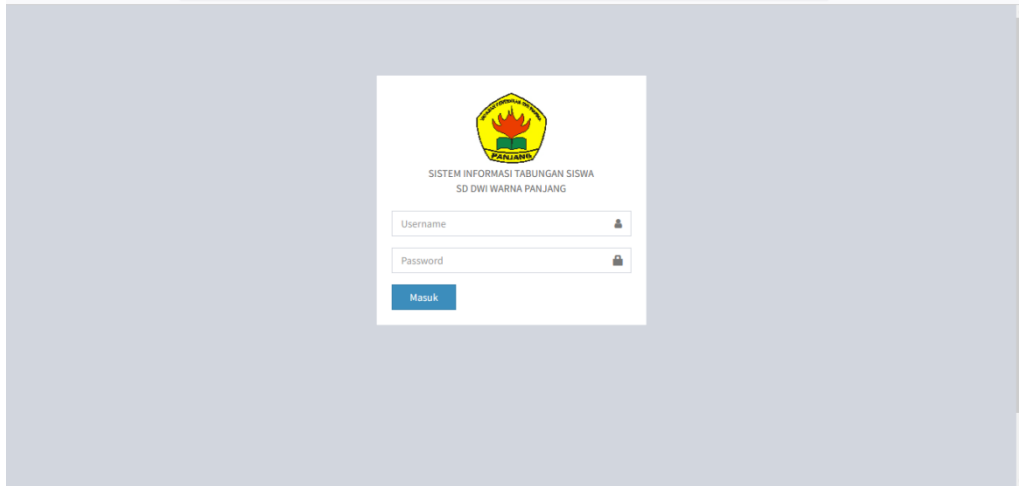 PANJANG
SISTEM INFORMASI TABUNGAN SISWA
SD DWI WARNA PANJANG
Username
Password
Masuk